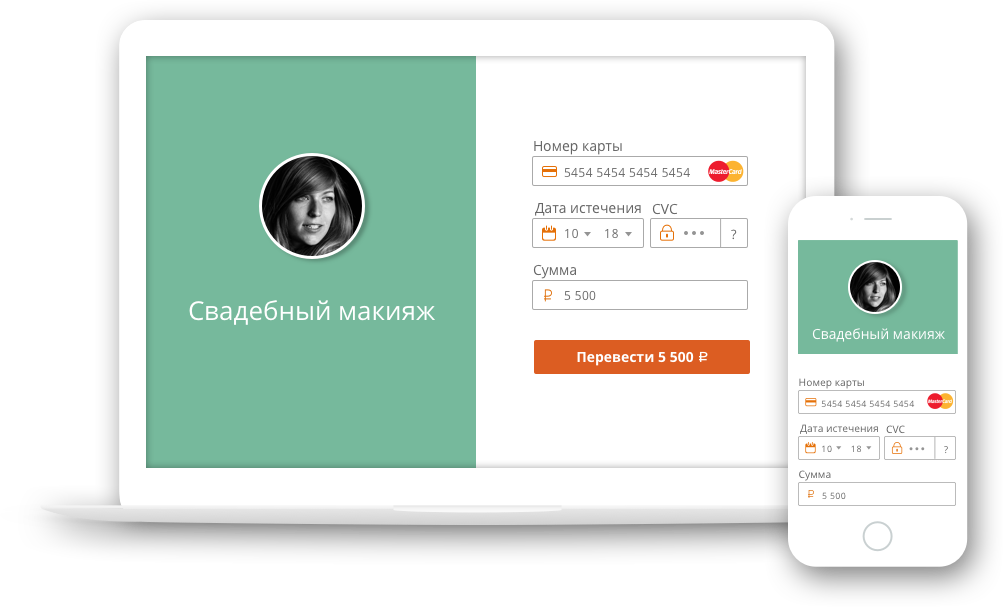 Свадебный макияж
Номер карты
5454 5454 5454 5454
MasterCard
Дата истечения
CVC
10
18
?
Сумма
₽
5 500
Перевести 5 500 ₽
Свадебный макияж
Номер карты
5454 5454 5454 5454
MasterCard
Дата истечения
CVC
10
18
?
Сумма
₽
5 500